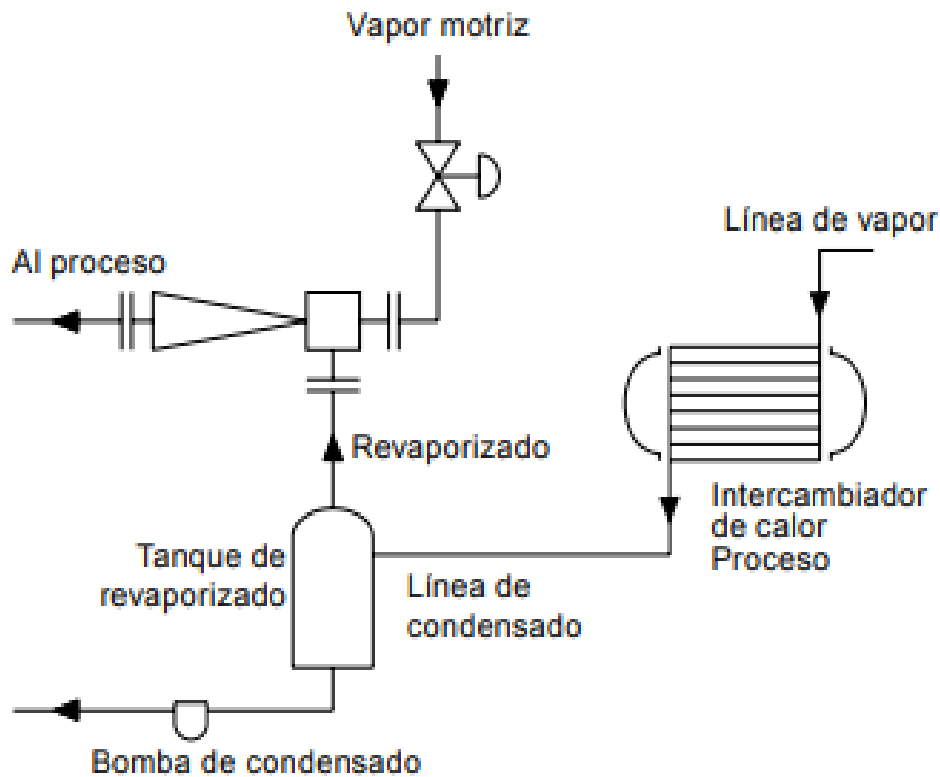 Vapor motriz
Línea de vapor
Al proceso
Revaporizado
Intercambiador
de calor
Proceso
Tanque de
revaporizado
Línea de
condensado
Bomba de condensado